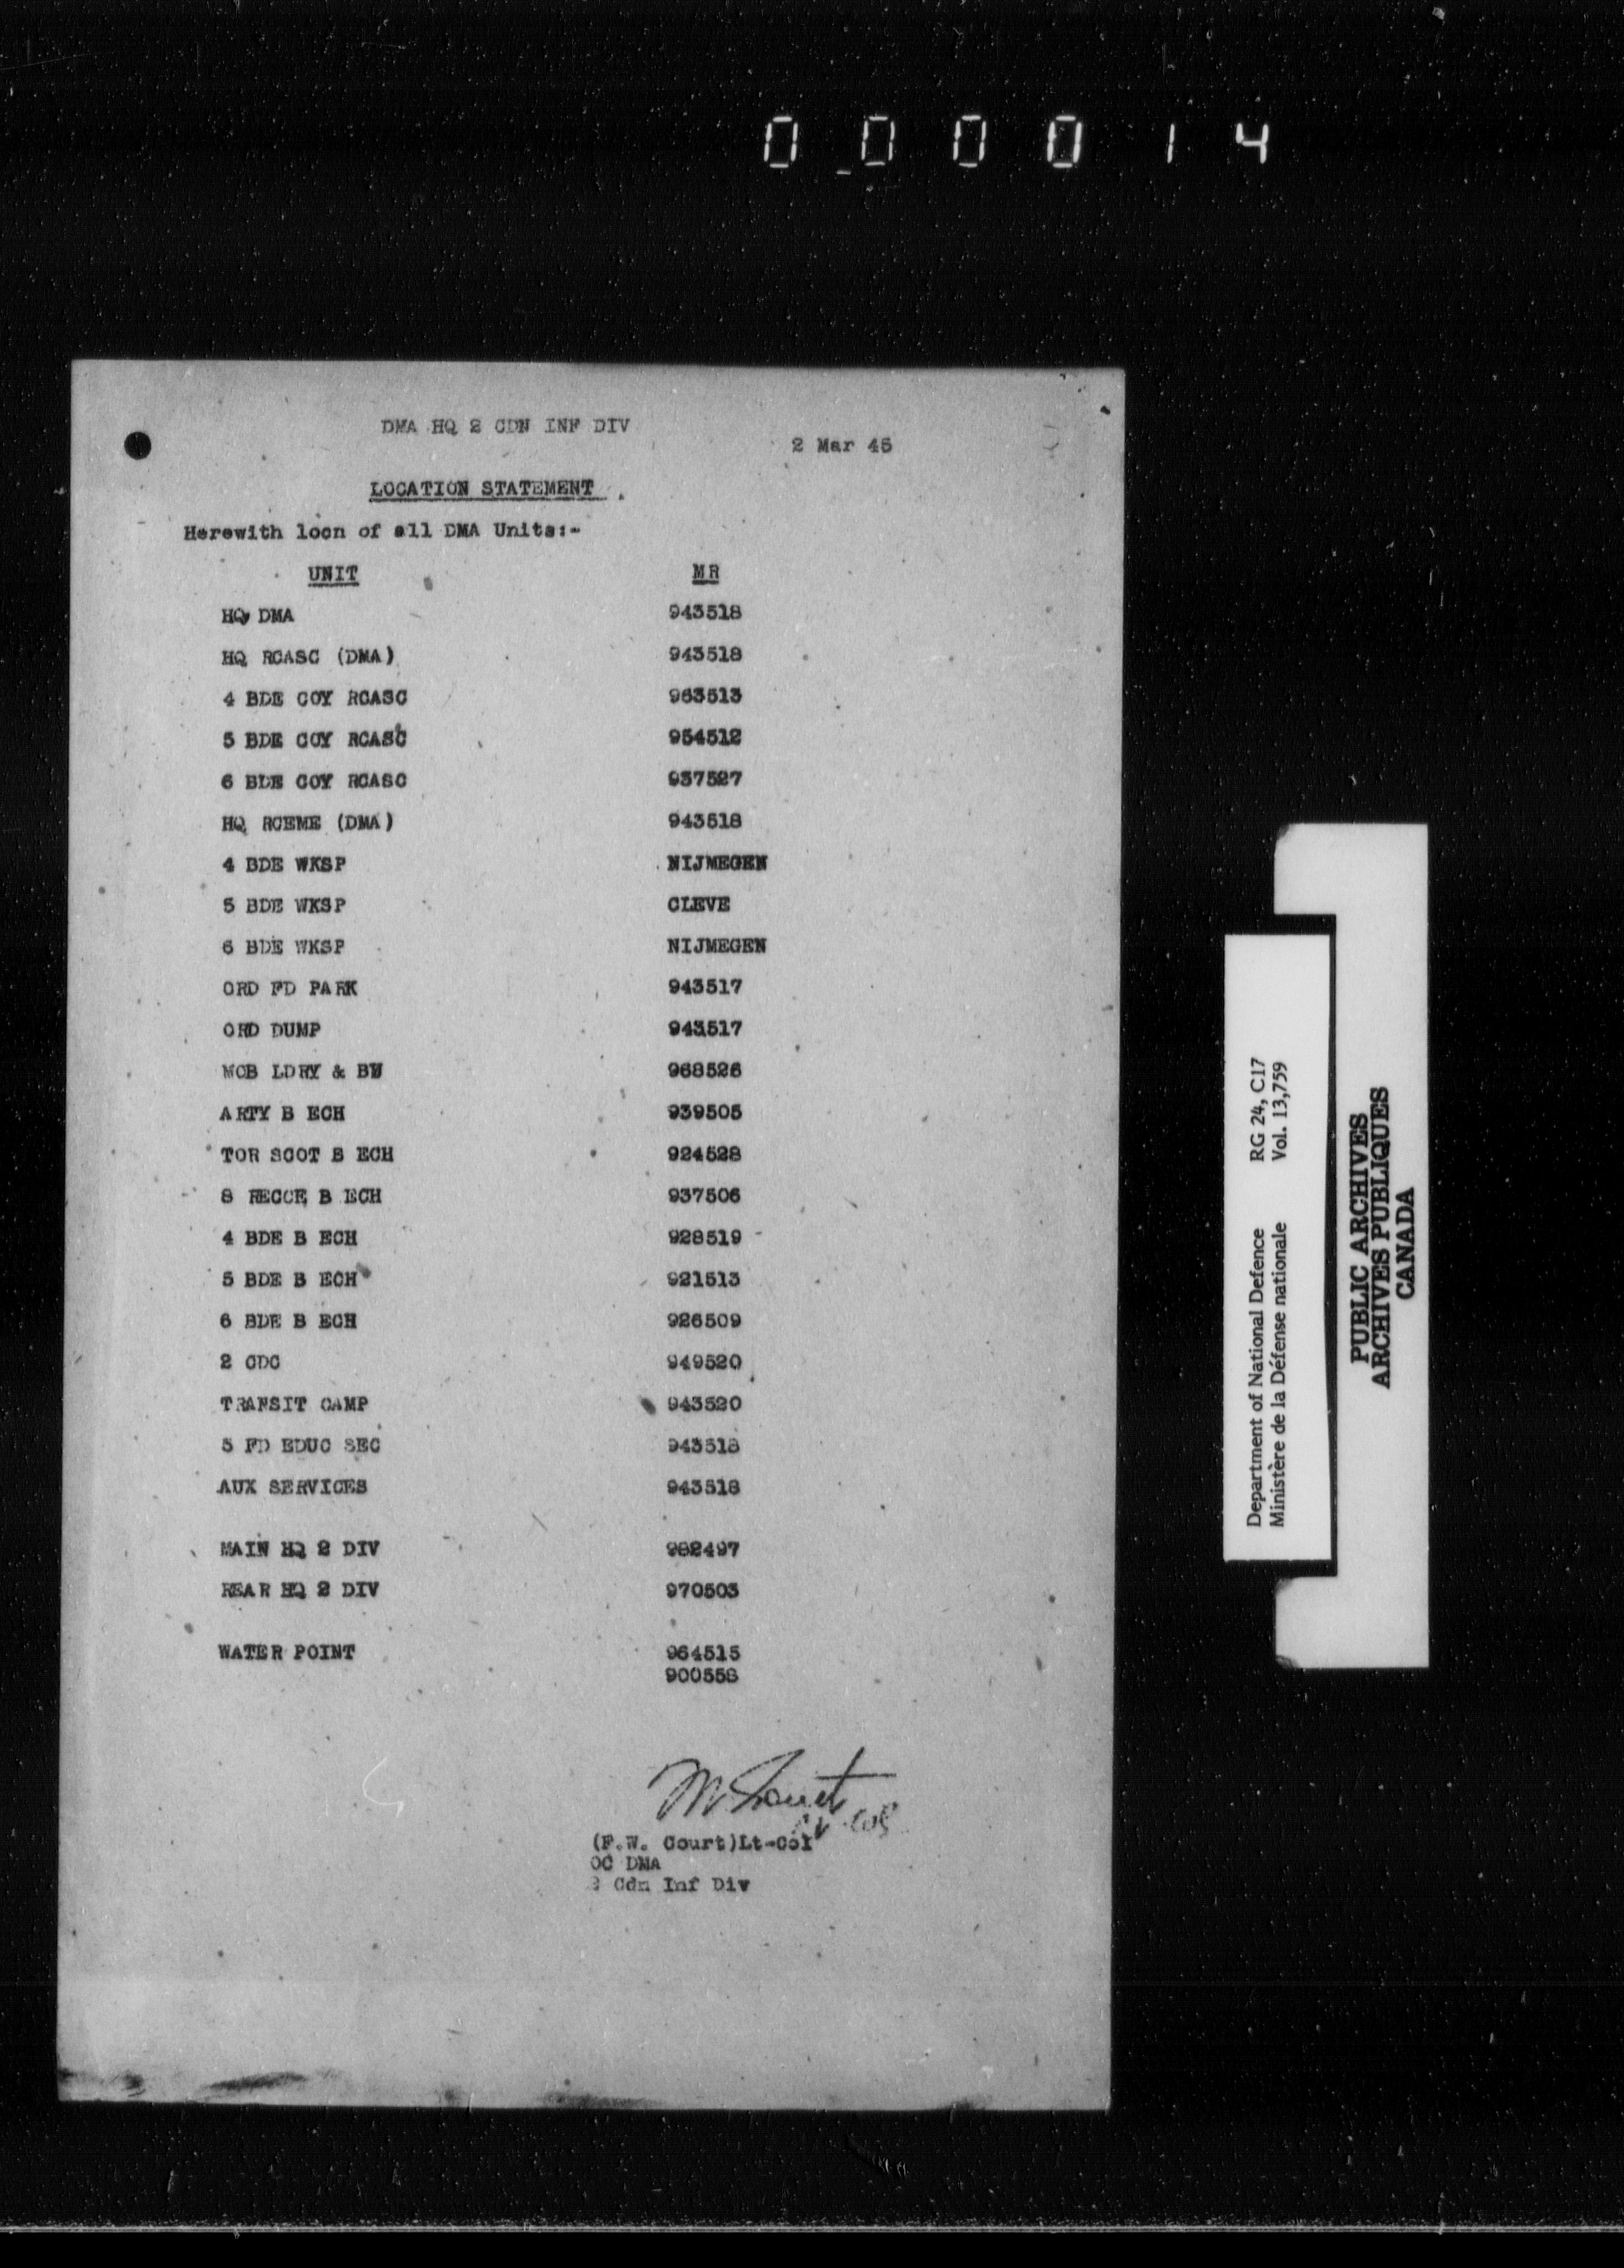 0 0 0 0 1 4
DMA HQ 2 CDN INF DIV
2 Mar 45
LOCATION STATEMENT
Herewith locn of all DMA Units:-
UNIT MR
HQ DMA 943518
HQ RCASC (DMA) 943518
4 BDE COY RCASC 963513
5 BDE COY RCASC 954512
6 BDE COY RCASC 937527
HQ RCEME (DMA) 943518
4 BDE WKSP NIJMEGEN
5 BDE WKSP CLEVE
6 BDE WKSP NIJMEGEN
ORD FD PARK 943517
ORD DUMP 943517
MOB LDRY & BU 968526
ARTY B ECH 939505
TOR SCOT B ECH 924528
8 RECCE B ECH 937506
4 BDE B ECH 928519
5 BDE B ECH 921513
6 BDE B ECH 926509
2 CDC 949520
TRANSIT CAMP 943520
5 FD EDUC SEC 943518
AUX SERVICES 943518
MAIN HQ 2 DIV 982497
REAR HQ 2 DIV 970503
WATER POINT 964515
900558
(F.W. Court)Lt-Col
OC DMA
2 Cdn Inf Div
Department of National Defence RG 24, C17
Ministère de la Défense nationale Vol. 13,759
PUBLIC ARCHIVES
ARCHIVES PUBLIQUES
CANADA